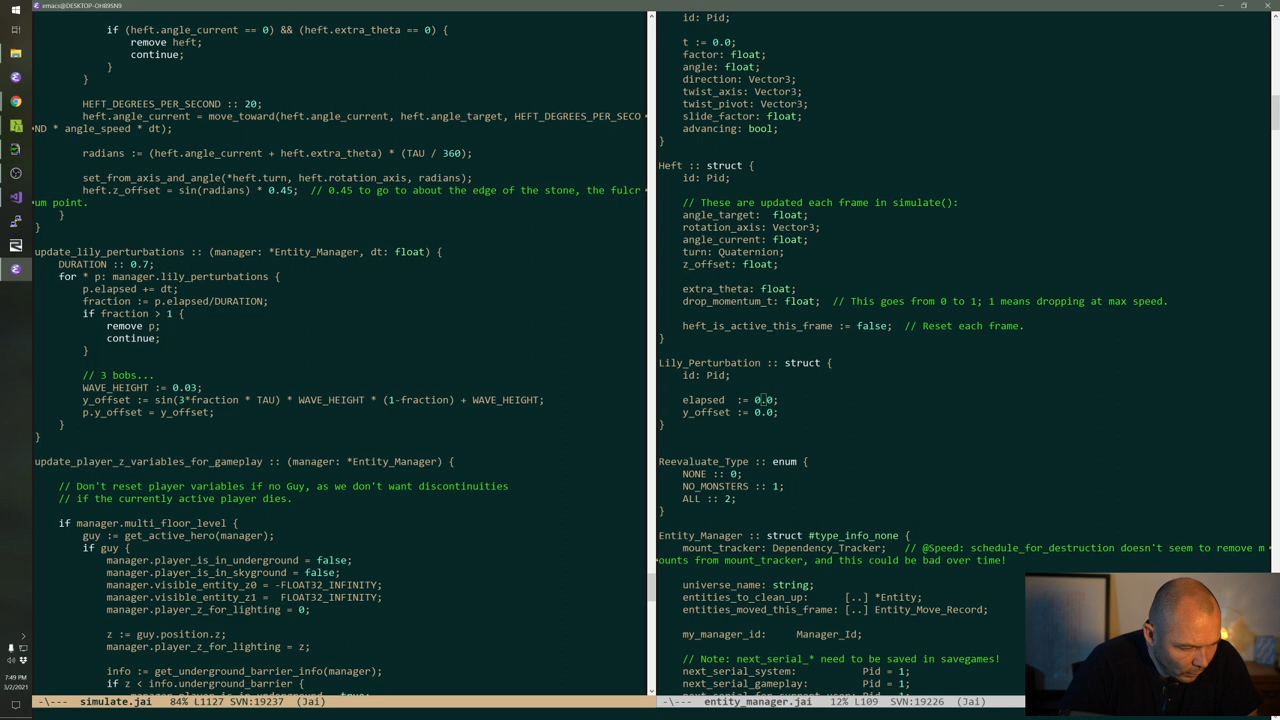 emacs@DESKTOP-OH89SN9
if (heft.angle_current == 0) && (heft.extra_theta == 0) {
remove heft;
continue;
}
}
HEFT_DEGREES_PER_SECOND :: 20;
heft.angle_current = move_toward(heft.angle_current, heft.angle_target, HEFT_DEGREES_PER_SECO
ND * angle_speed * dt);
radians := (heft.angle_current + heft.extra_theta) * (TAU / 360);
set_from_axis_and_angle(*heft.turn, heft.rotation_axis, radians);
heft.z_offset = sin(radians) * 0.45;  // 0.45 to go to about the edge of the stone, the fulcr
um point.
}
}
update_lily_perturbations :: (manager: *Entity_Manager, dt: float) {
DURATION :: 0.7;
for * p: manager.lily_perturbations {
p.elapsed += dt;
fraction := p.elapsed/DURATION;
if fraction > 1 {
remove p;
continue;
}
// 3 bobs...
WAVE_HEIGHT := 0.03;
y_offset := sin(3*fraction * TAU) * WAVE_HEIGHT * (1-fraction) + WAVE_HEIGHT;
p.y_offset = y_offset;
}
}
update_player_z_variables_for_gameplay :: (manager: *Entity_Manager) {
// Don't reset player variables if no Guy, as we don't want discontinuities
// if the currently active player dies.
if manager.multi_floor_level {
guy := get_active_hero(manager);
if guy {
manager.player_is_in_underground = false;
manager.player_is_in_skyground = false;
manager.visible_entity_z0 = -FLOAT32_INFINITY;
manager.visible_entity_z1 =  FLOAT32_INFINITY;
manager.player_z_for_lighting = 0;
z := guy.position.z;
manager.player_z_for_lighting = z;
info := get_underground_barrier_info(manager);
if z < info.underground_barrier {
-\---  simulate.jai   84% L1127  SVN:19237  (Jai)
id: Pid;
t := 0.0;
factor: float;
angle: float;
direction: Vector3;
twist_axis: Vector3;
twist_pivot: Vector3;
slide_factor: float;
advancing: bool;
}
Heft :: struct {
id: Pid;
// These are updated each frame in simulate():
angle_target:  float;
rotation_axis: Vector3;
angle_current: float;
turn: Quaternion;
z_offset: float;
extra_theta: float;
drop_momentum_t: float;  // This goes from 0 to 1; 1 means dropping at max speed.
heft_is_active_this_frame := false;  // Reset each frame.
}
Lily_Perturbation :: struct {
id: Pid;
elapsed  := 0.0;
y_offset := 0.0;
}
Reevaluate_Type :: enum {
NONE :: 0;
NO_MONSTERS :: 1;
ALL :: 2;
}
Entity_Manager :: struct #type_info_none {
mount_tracker: Dependency_Tracker;   // @Speed: schedule_for_destruction doesn't seem to remove m
ounts from mount_tracker, and this could be bad over time!
universe_name: string;
entities_to_clean_up:     [..] *Entity;
entities_moved_this_frame: [..] Entity_Move_Record;
my_manager_id:     Manager_Id;
// Note: next_serial_* need to be saved in savegames!
next_serial_system:           Pid = 1;
next_serial_gameplay:         Pid = 1;
-\---  entity_manager.jai   12% L109  SVN:19226  (Jai)
7:49 PM
5/2/2021